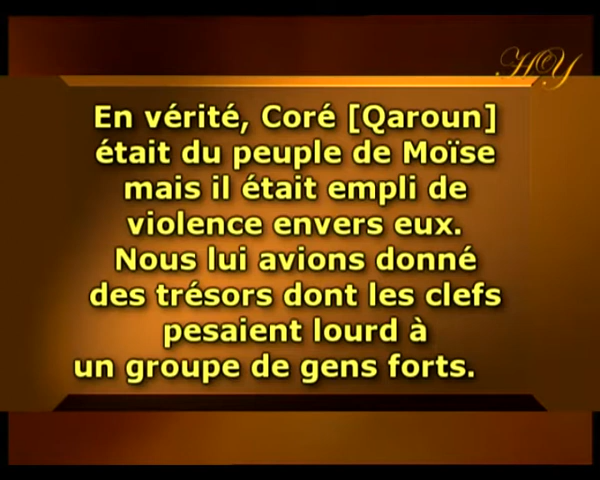 HY
En vérité, Coré [Qaroun]
était du peuple de Moïse
mais il était empli de
violence envers eux.
Nous lui avions donné
des trésors dont les clefs
pesaient lourd à
un groupe de gens forts.